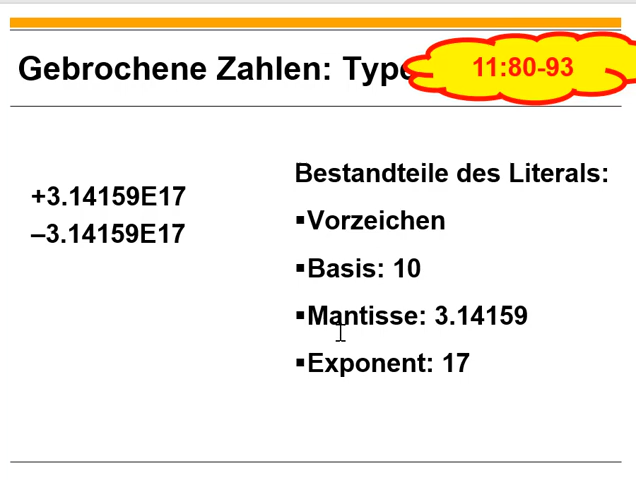 Gebrochene Zahlen: Type
11:80-93
+3.14159E17
–3.14159E17
Bestandteile des Literals:
▪Vorzeichen
▪Basis: 10
▪Mantisse: 3.14159
▪Exponent: 17